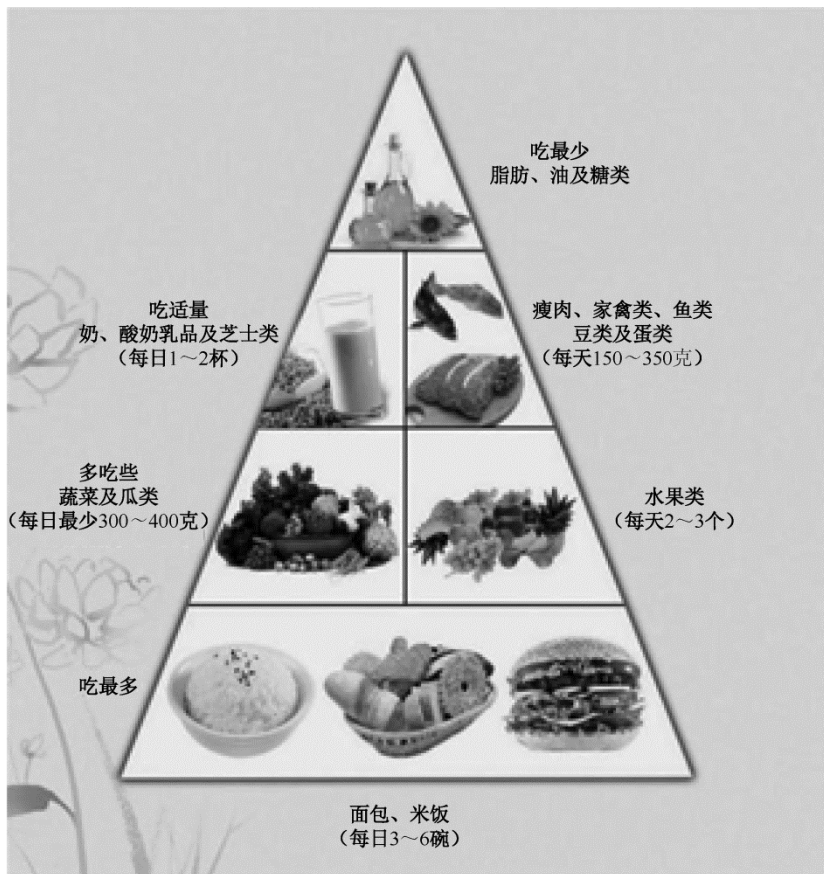 吃最少
脂肪、油及糖类
吃适量
奶、酸奶乳品及芝士类
（每日1～2杯）
瘦肉、家禽类、鱼类
豆类及蛋类
（每天150～350克）
多吃些
蔬菜及瓜类
（每日最少300～400克）
水果类
（每天2～3个）
吃最多
面包、米饭
（每日3～6碗）